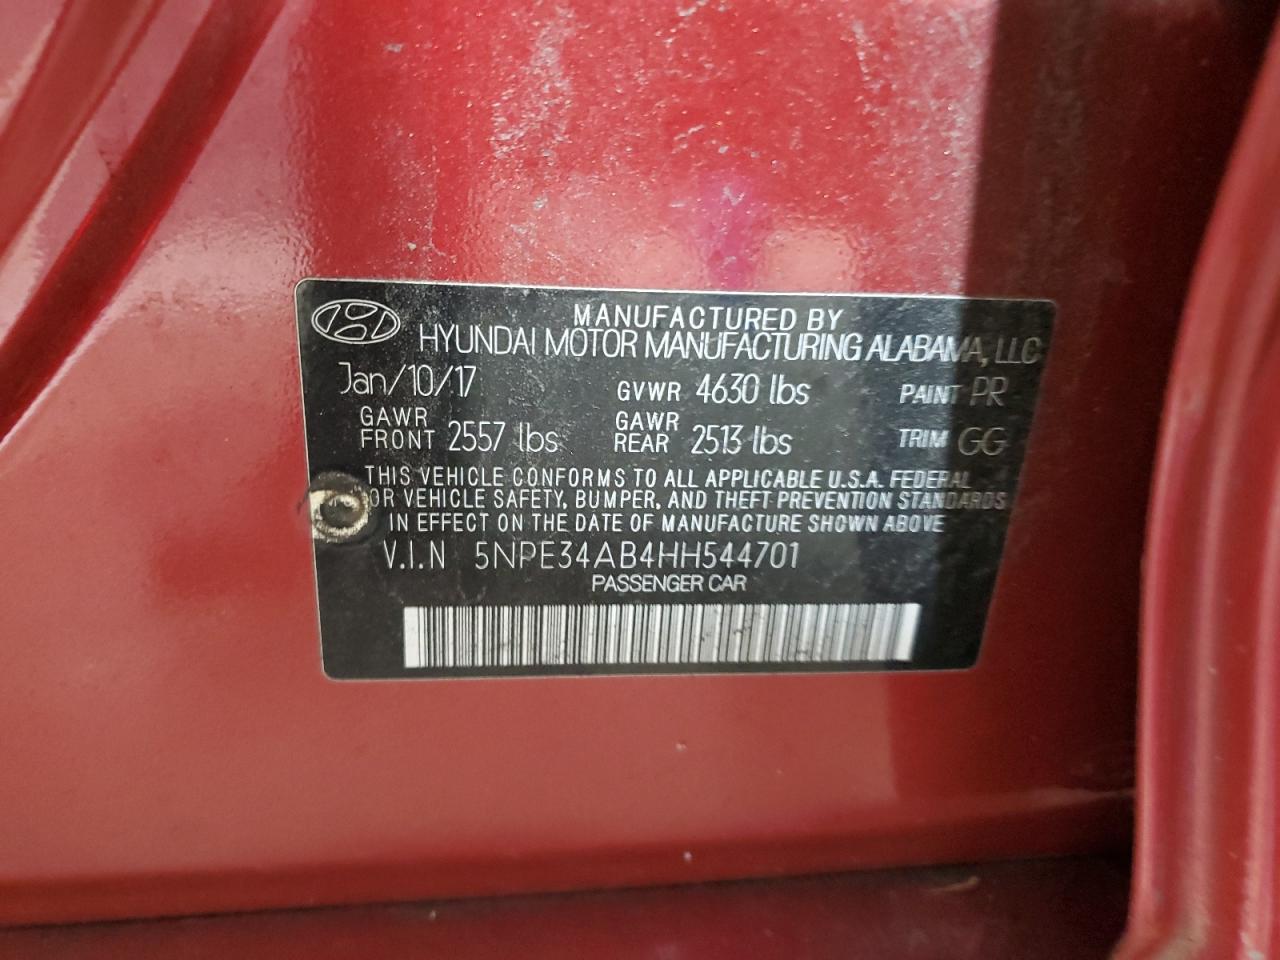 MANUFACTURED BY
HYUNDAI MOTOR MANUFACTURING ALABAMA, LLC
Jan/10/17 GVWR 4630 lbs PAINT PR
GAWR FRONT 2557 lbs GAWR REAR 2513 lbs TRIM GG
THIS VEHICLE CONFORMS TO ALL APPLICABLE U.S.A. FEDERAL
OR VEHICLE SAFETY, BUMPER, AND THEFT PREVENTION STANDARDS
IN EFFECT ON THE DATE OF MANUFACTURE SHOWN ABOVE
V.I.N 5NPE34AB4HH544701
PASSENGER CAR